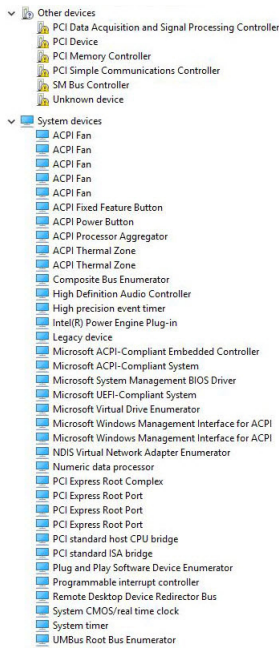 Other devices
PCI Data Acquisition and Signal Processing Controller
PCI Device
PCI Memory Controller
PCI Simple Communications Controller
SM Bus Controller
Unknown device
System devices
ACPI Fan
ACPI Fan
ACPI Fan
ACPI Fan
ACPI Fan
ACPI Fixed Feature Button
ACPI Power Button
ACPI Processor Aggregator
ACPI Thermal Zone
ACPI Thermal Zone
Composite Bus Enumerator
High Definition Audio Controller
High precision event timer
Intel(R) Power Engine Plug-in
Legacy device
Microsoft ACPI-Compliant Embedded Controller
Microsoft ACPI-Compliant System
Microsoft System Management BIOS Driver
Microsoft UEFI-Compliant System
Microsoft Virtual Drive Enumerator
Microsoft Windows Management Interface for ACPI
Microsoft Windows Management Interface for ACPI
NDIS Virtual Network Adapter Enumerator
Numeric data processor
PCI Express Root Complex
PCI Express Root Port
PCI Express Root Port
PCI Express Root Port
PCI standard host CPU bridge
PCI standard ISA bridge
Plug and Play Software Device Enumerator
Programmable interrupt controller
Remote Desktop Device Redirector Bus
System CMOS/real time clock
System timer
UMBus Root Bus Enumerator